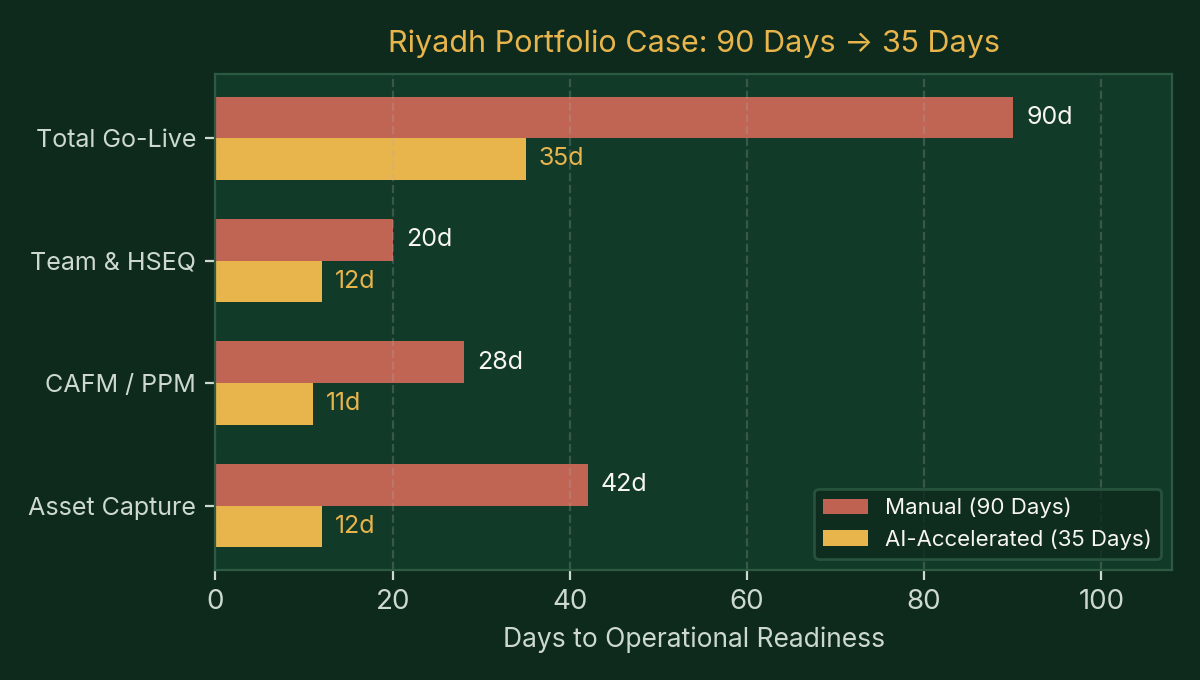 Riyadh Portfolio Case: 90 Days → 35 Days
Total Go-Live
90d
35d
Team & HSEQ
20d
12d
CAFM / PPM
28d
11d
Asset Capture
42d
12d
Manual (90 Days)
AI-Accelerated (35 Days)
0 20 40 60 80 100
Days to Operational Readiness